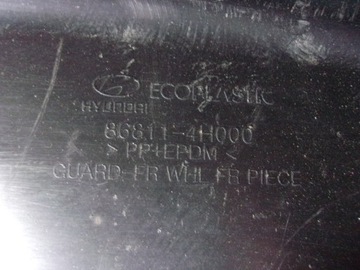 ECOPLASTIC
HYUNDAI
86811-4H000
> PP+EPDM <
GUARD-FR WHL FR PIECE